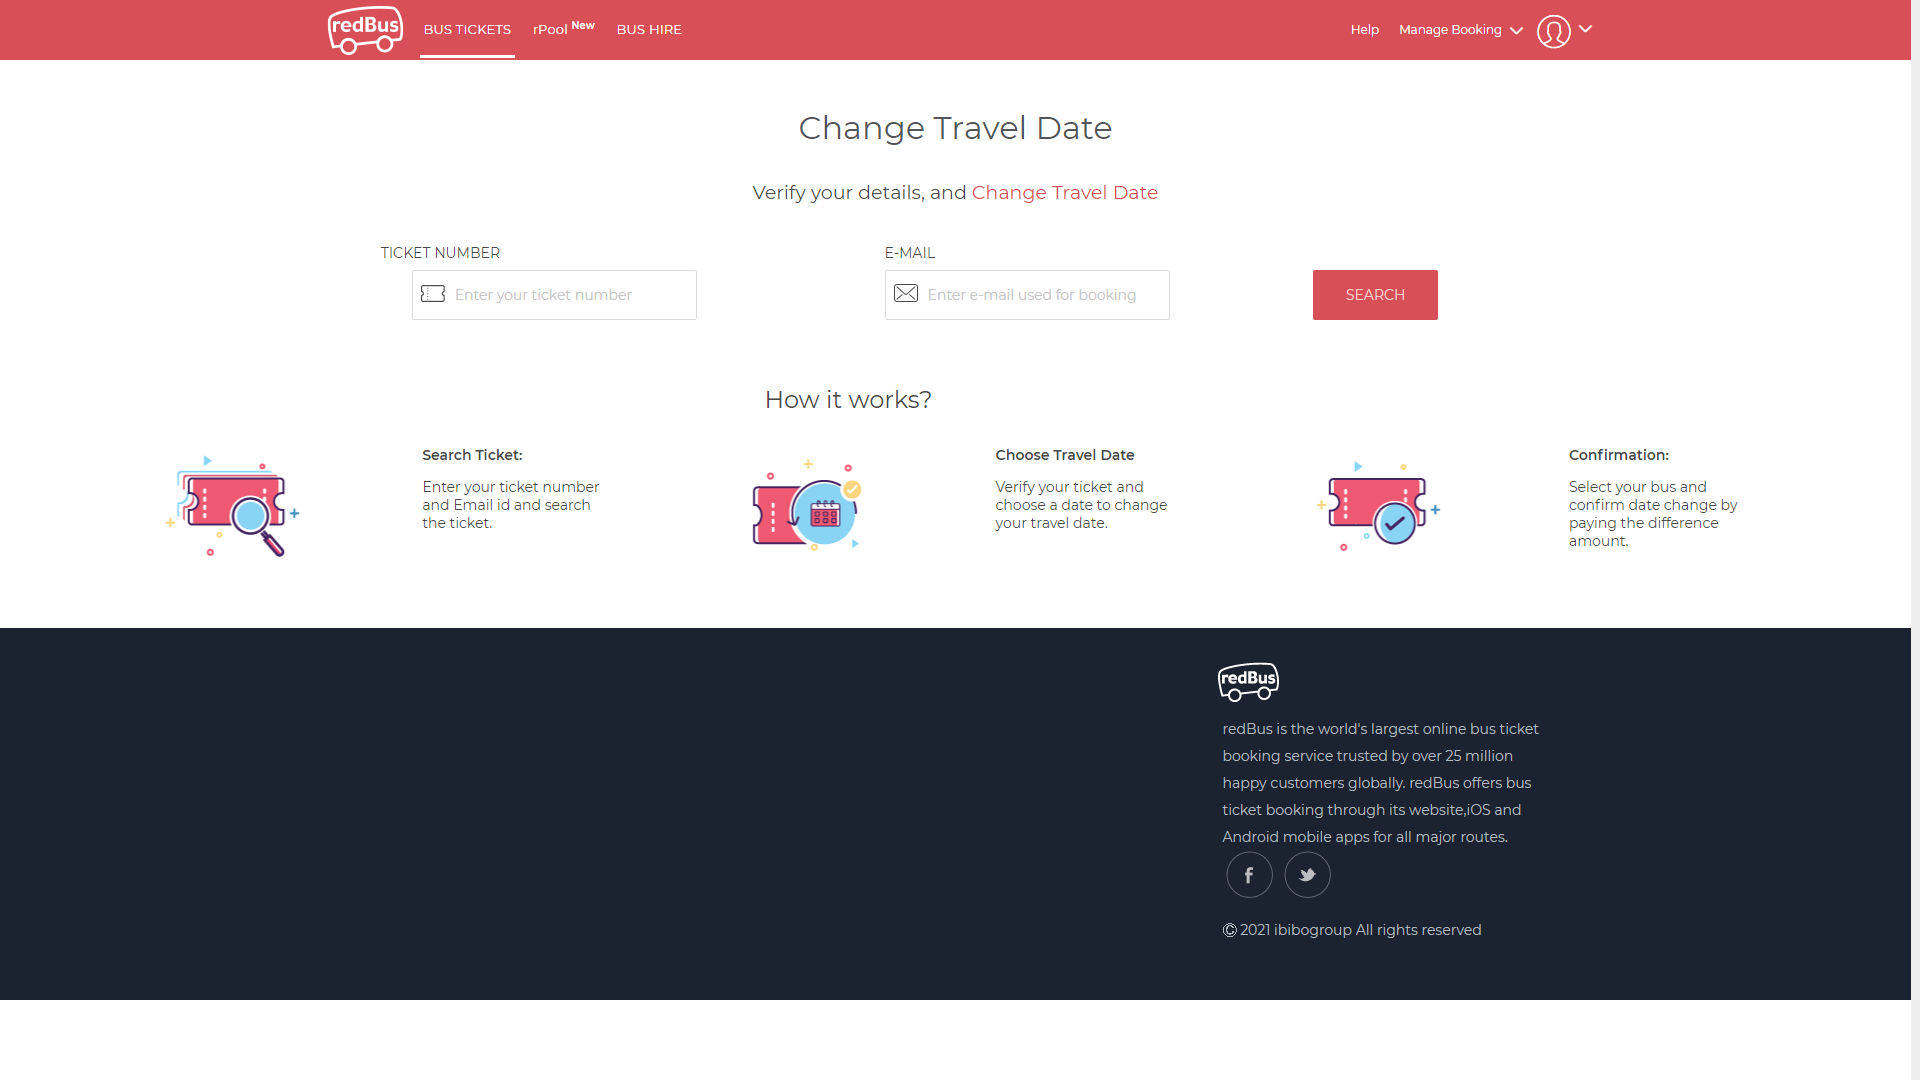 redBus
BUS TICKETS
rPool New
BUS HIRE
Help
Manage Booking
Change Travel Date
Verify your details, and Change Travel Date
TICKET NUMBER
Enter your ticket number
E-MAIL
Enter e-mail used for booking
SEARCH
How it works?
Search Ticket:
Enter your ticket number
and Email id and search
the ticket.
Choose Travel Date
Verify your ticket and
choose a date to change
your travel date.
Confirmation:
Select your bus and
confirm date change by
paying the difference
amount.
redBus
redBus is the world's largest online bus ticket
booking service trusted by over 25 million
happy customers globally. redBus offers bus
ticket booking through its website,iOS and
Android mobile apps for all major routes.
© 2021 ibibogroup All rights reserved